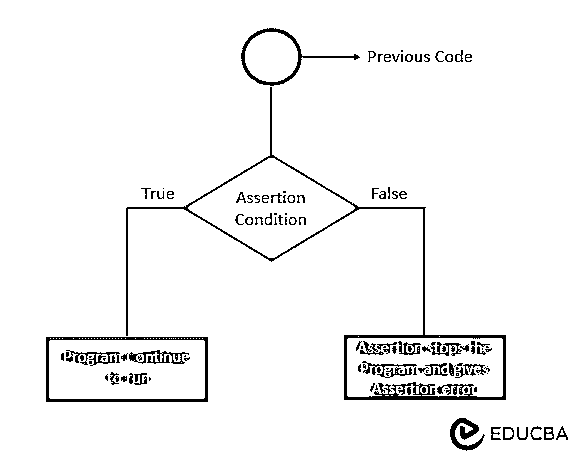 Previous Code
True
Assertion
Condition
False
Program Continue
to run
Assertion stops the
Program and gives
Assertion error
EDUCBA